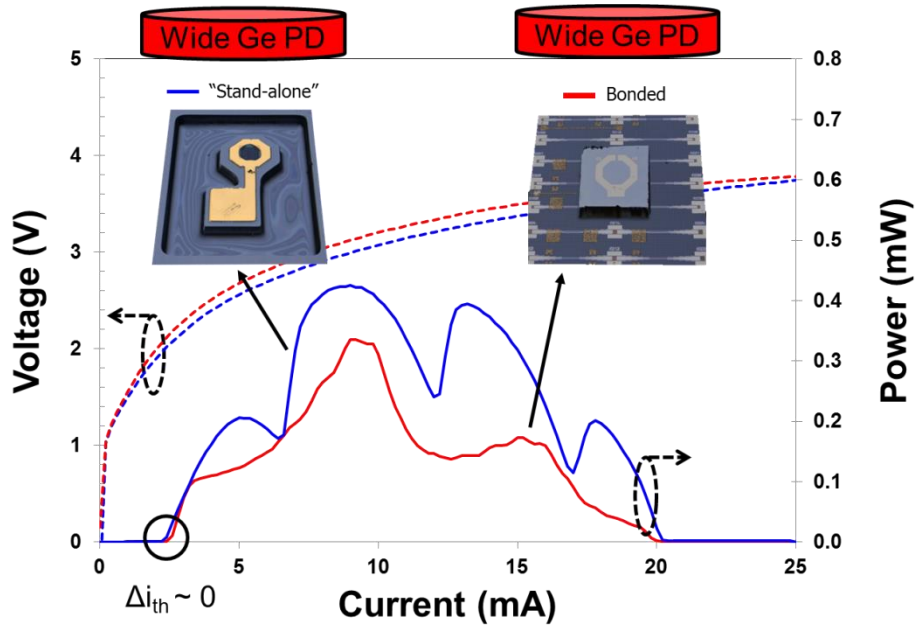 Wide Ge PD
Wide Ge PD
"Stand-alone"
Bonded
Voltage (V)
5
4
3
2
1
0
Power (mW)
0.8
0.7
0.6
0.5
0.4
0.3
0.2
0.1
0.0
0
5
10
15
20
25
Δith ~ 0
Current (mA)